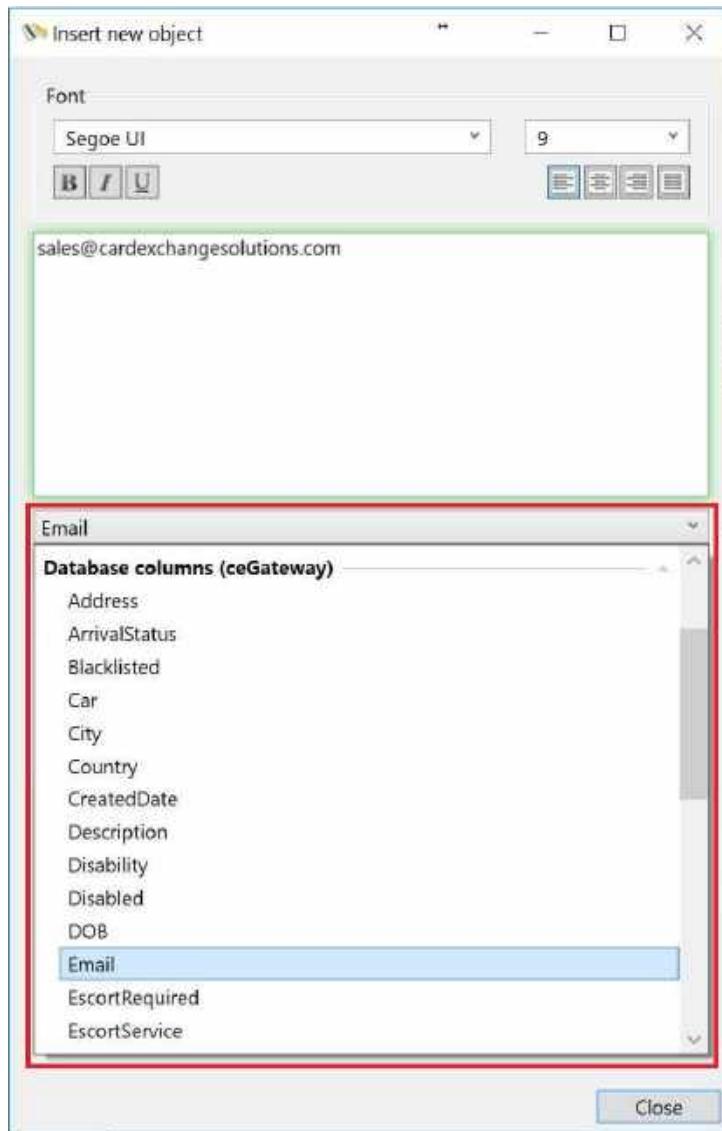 Insert new object
Font
Segoe UI 9
B I U
sales@cardexchangesolutions.com
Email
Database columns (ceGateway)
Address
ArrivalStatus
Blacklisted
Car
City
Country
CreatedDate
Description
Disability
Disabled
DOB
Email
EscortRequired
EscortService
Close